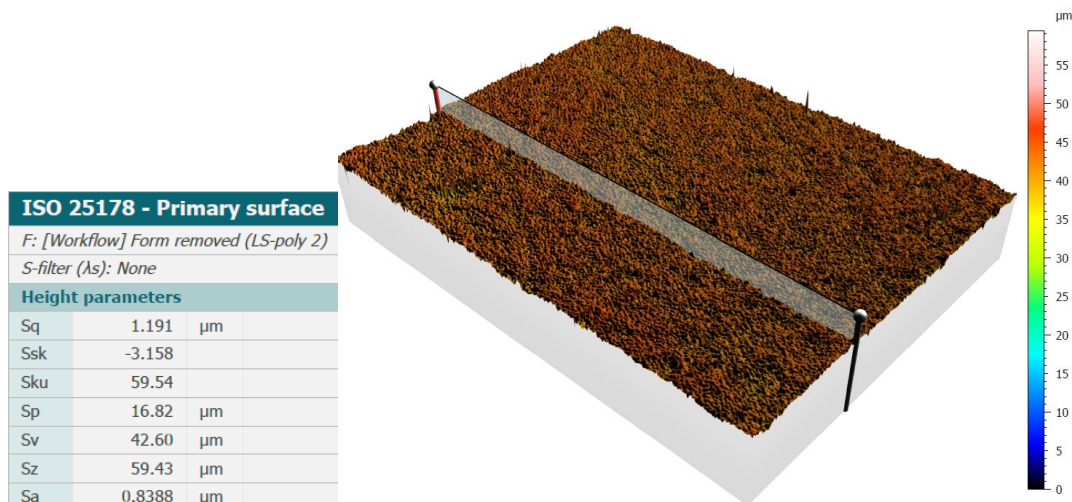 ISO 25178 - Primary surface
F: [Workflow] Form removed (LS-poly 2)
S-filter (λs): None
Height parameters
Sq 1.191 µm
Ssk -3.158
Sku 59.54
Sp 16.82 µm
Sv 42.60 µm
Sz 59.43 µm
Sa 0.8388 µm
µm
55
50
45
40
35
30
25
20
15
10
5
0